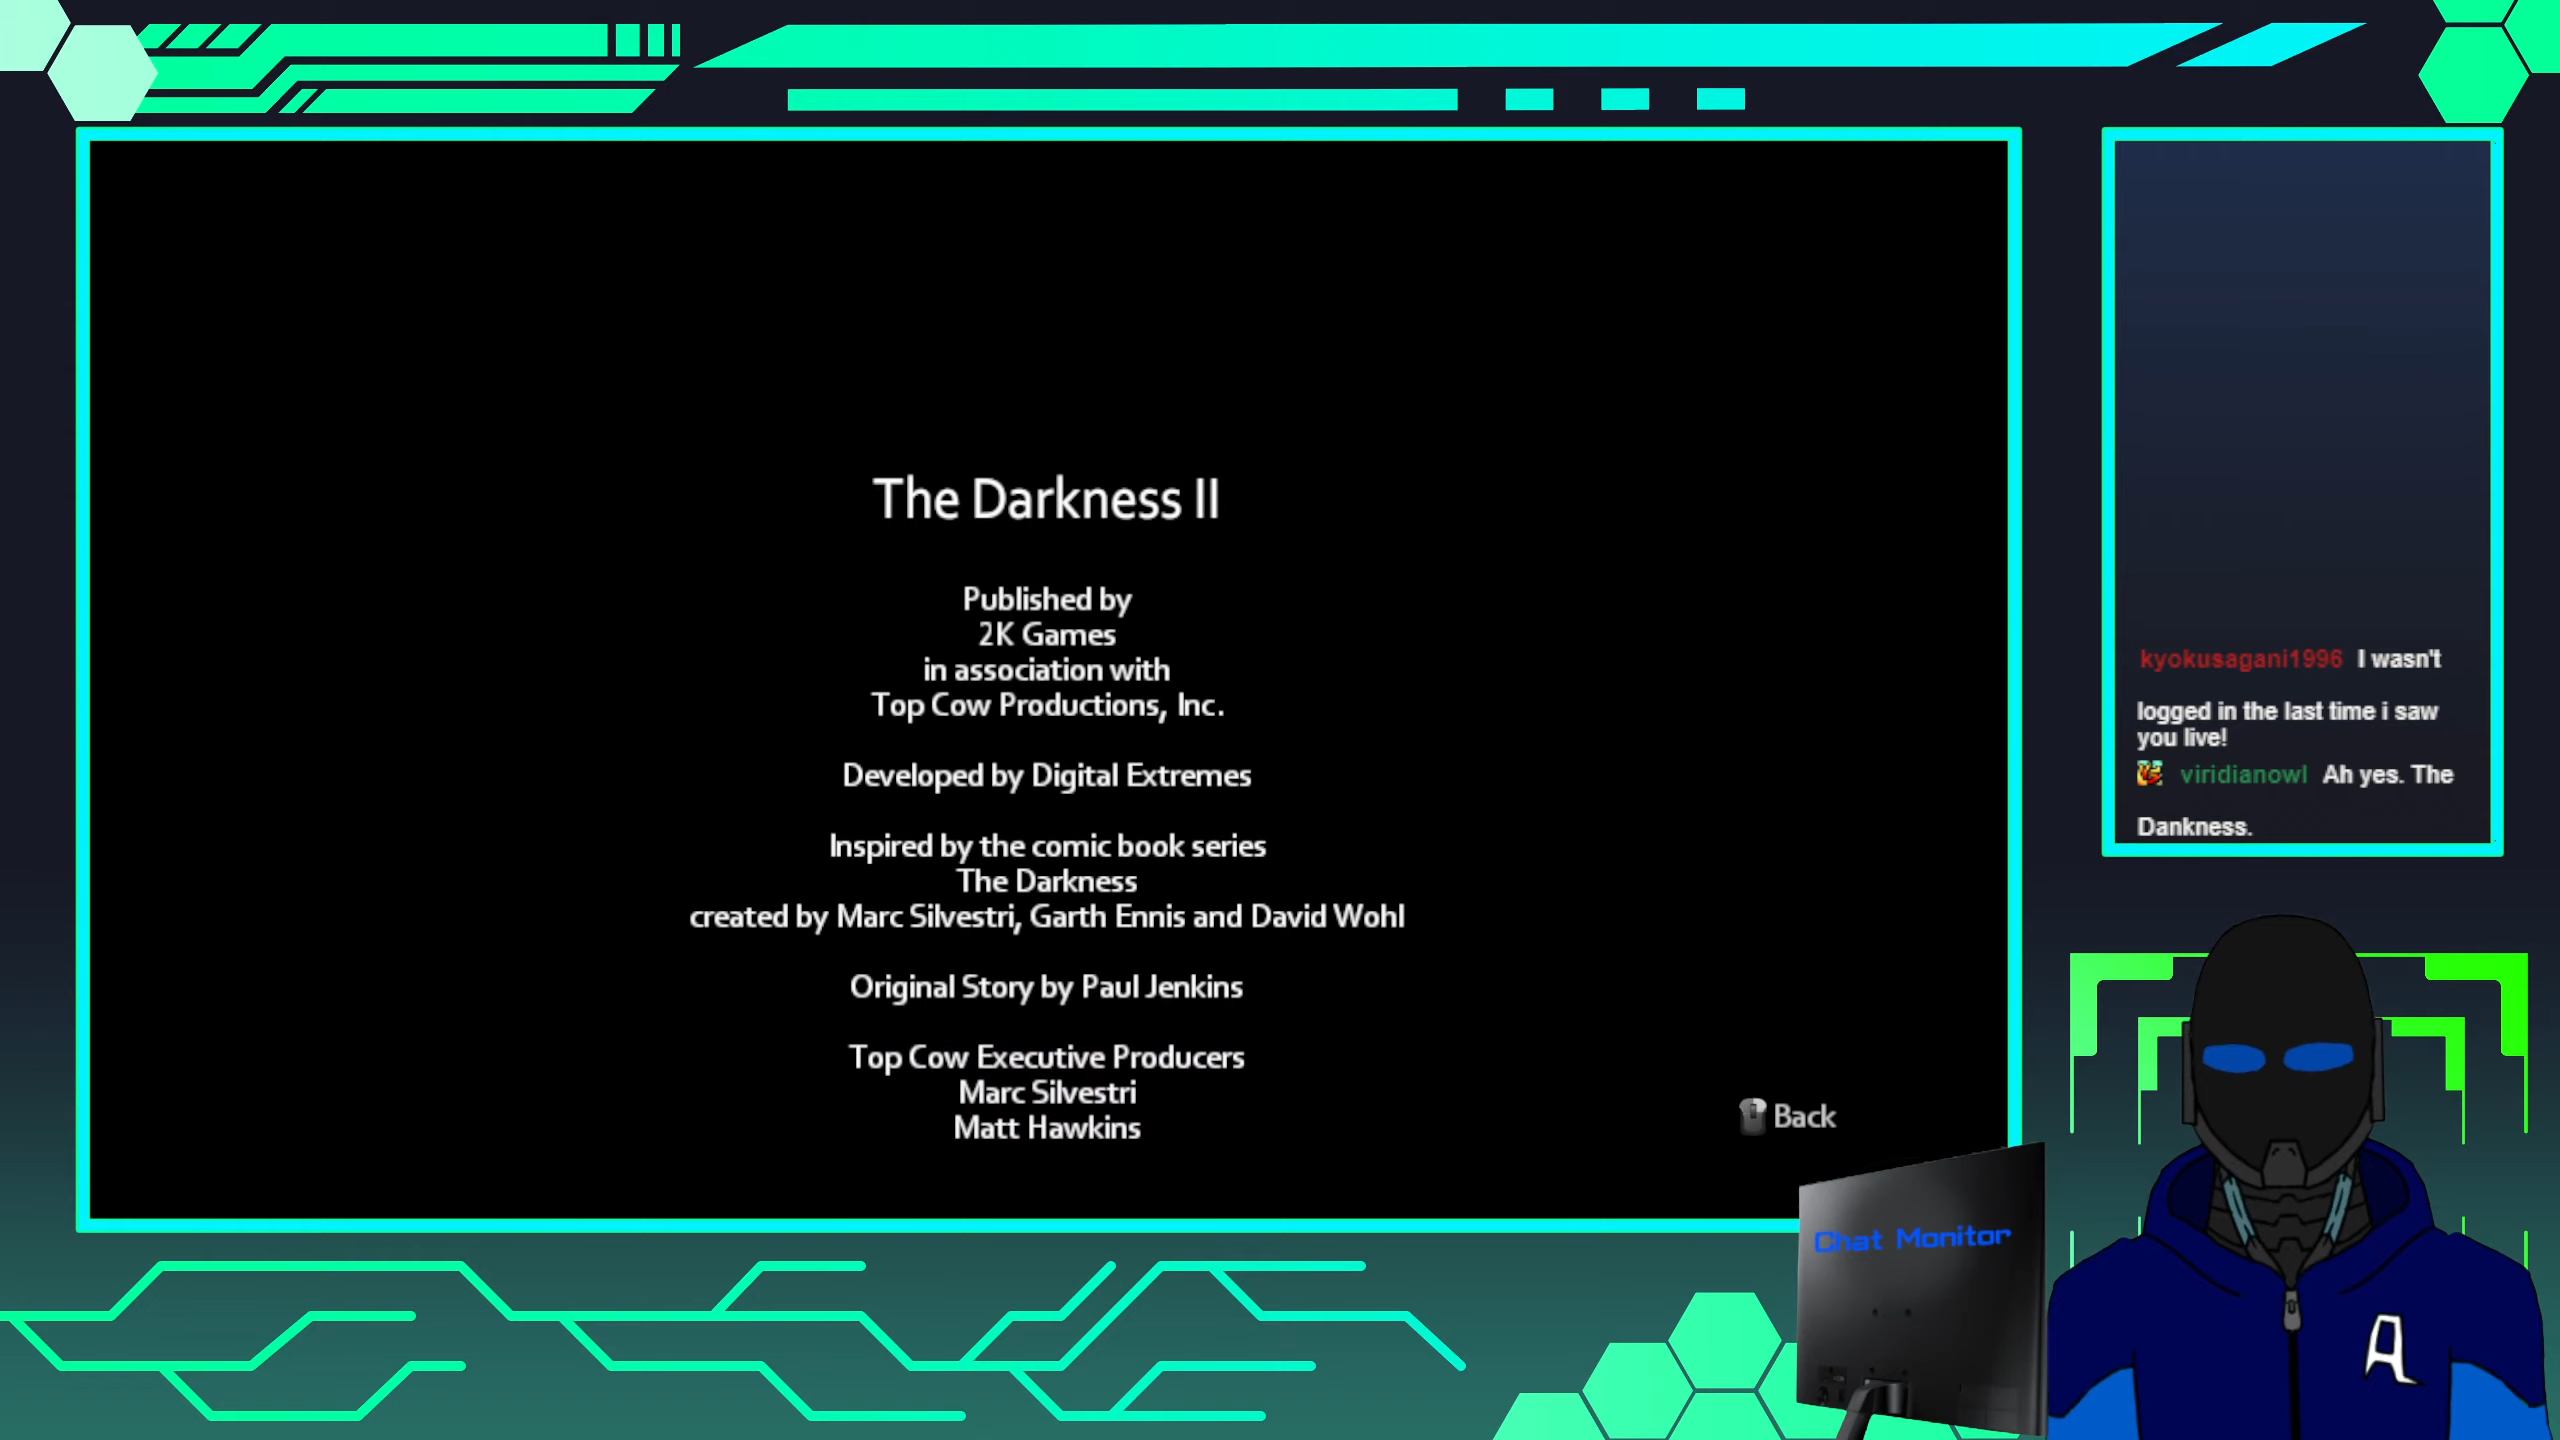 The Darkness II
Published by
2K Games
in association with
Top Cow Productions, Inc.
Developed by Digital Extremes
Inspired by the comic book series
The Darkness
created by Marc Silvestri, Garth Ennis and David Wohl
Original Story by Paul Jenkins
Top Cow Executive Producers
Marc Silvestri
Matt Hawkins
Back
kyokusagani1996 I wasn't
logged in the last time i saw
you live!
viridianowl Ah yes. The
Dankness.
Chat Monitor
A